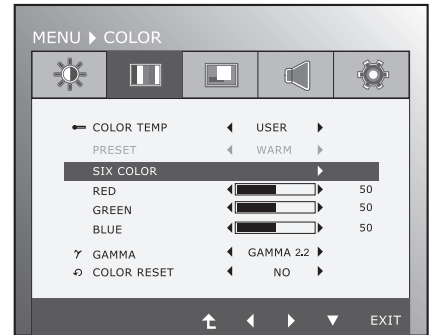 MENU COLOR
COLOR TEMP USER
PRESET WARM
SIX COLOR
RED 50
GREEN 50
BLUE 50
γ GAMMA GAMMA 2.2
COLOR RESET NO
EXIT